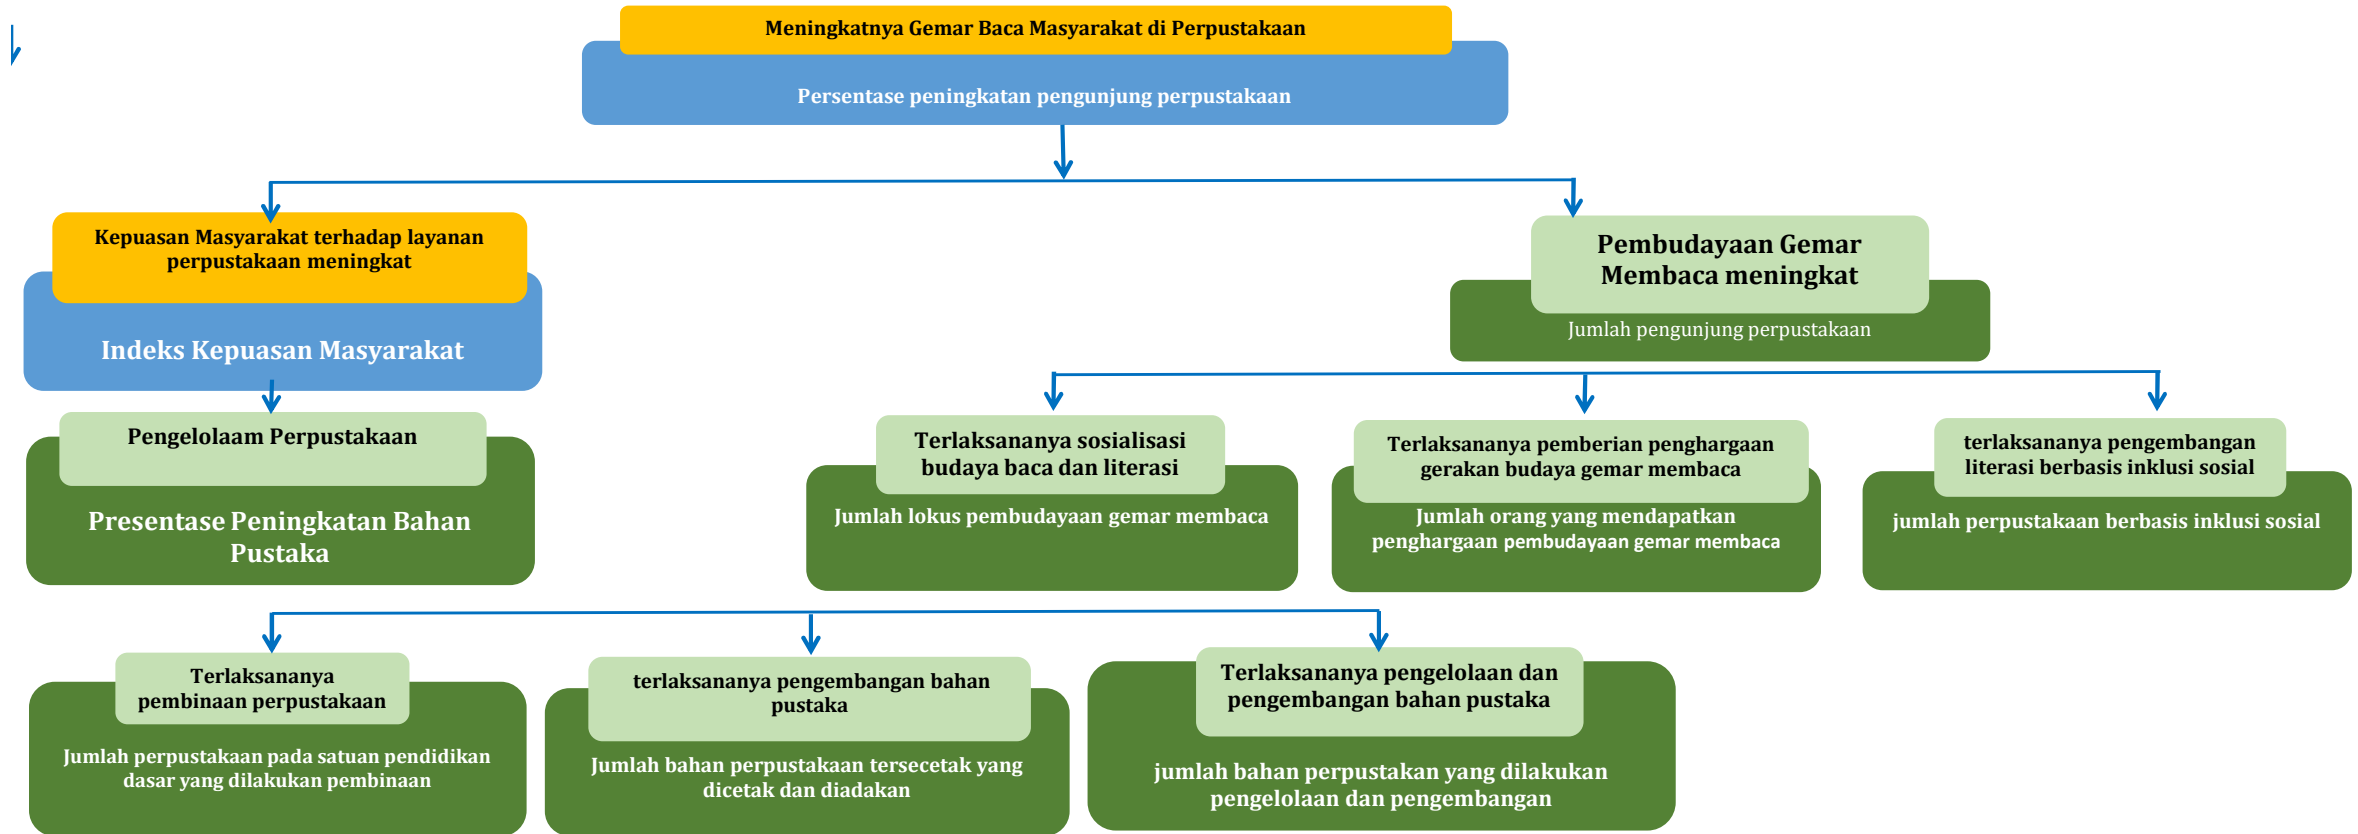 Meningkatnya Gemar Baca Masyarakat di Perpustakaan
Persentase peningkatan pengunjung perpustakaan
Kepuasan Masyarakat terhadap layanan
perpustakaan meningkat
Indeks Kepuasan Masyarakat
Pembudayaan Gemar
Membaca meningkat
Jumlah pengunjung perpustakaan
Pengelolaam Perpustakaan
Presentase Peningkatan Bahan
Pustaka
Terlaksananya sosialisasi
budaya baca dan literasi
Jumlah lokus pembudayaan gemar membaca
Terlaksananya pemberian penghargaan
gerakan budaya gemar membaca
Jumlah orang yang mendapatkan
penghargaan pembudayaan gemar membaca
terlaksananya pengembangan
literasi berbasis inklusi sosial
jumlah perpustakaan berbasis inklusi sosial
Terlaksananya
pembinaan perpustakaan
Jumlah perpustakaan pada satuan pendidikan
dasar yang dilakukan pembinaan
terlaksananya pengembangan bahan
pustaka
Jumlah bahan perpustakaan tersecetak yang
dicetak dan diadakan
Terlaksananya pengelolaan dan
pengembangan bahan pustaka
jumlah bahan perpustakan yang dilakukan
pengelolaan dan pengembangan